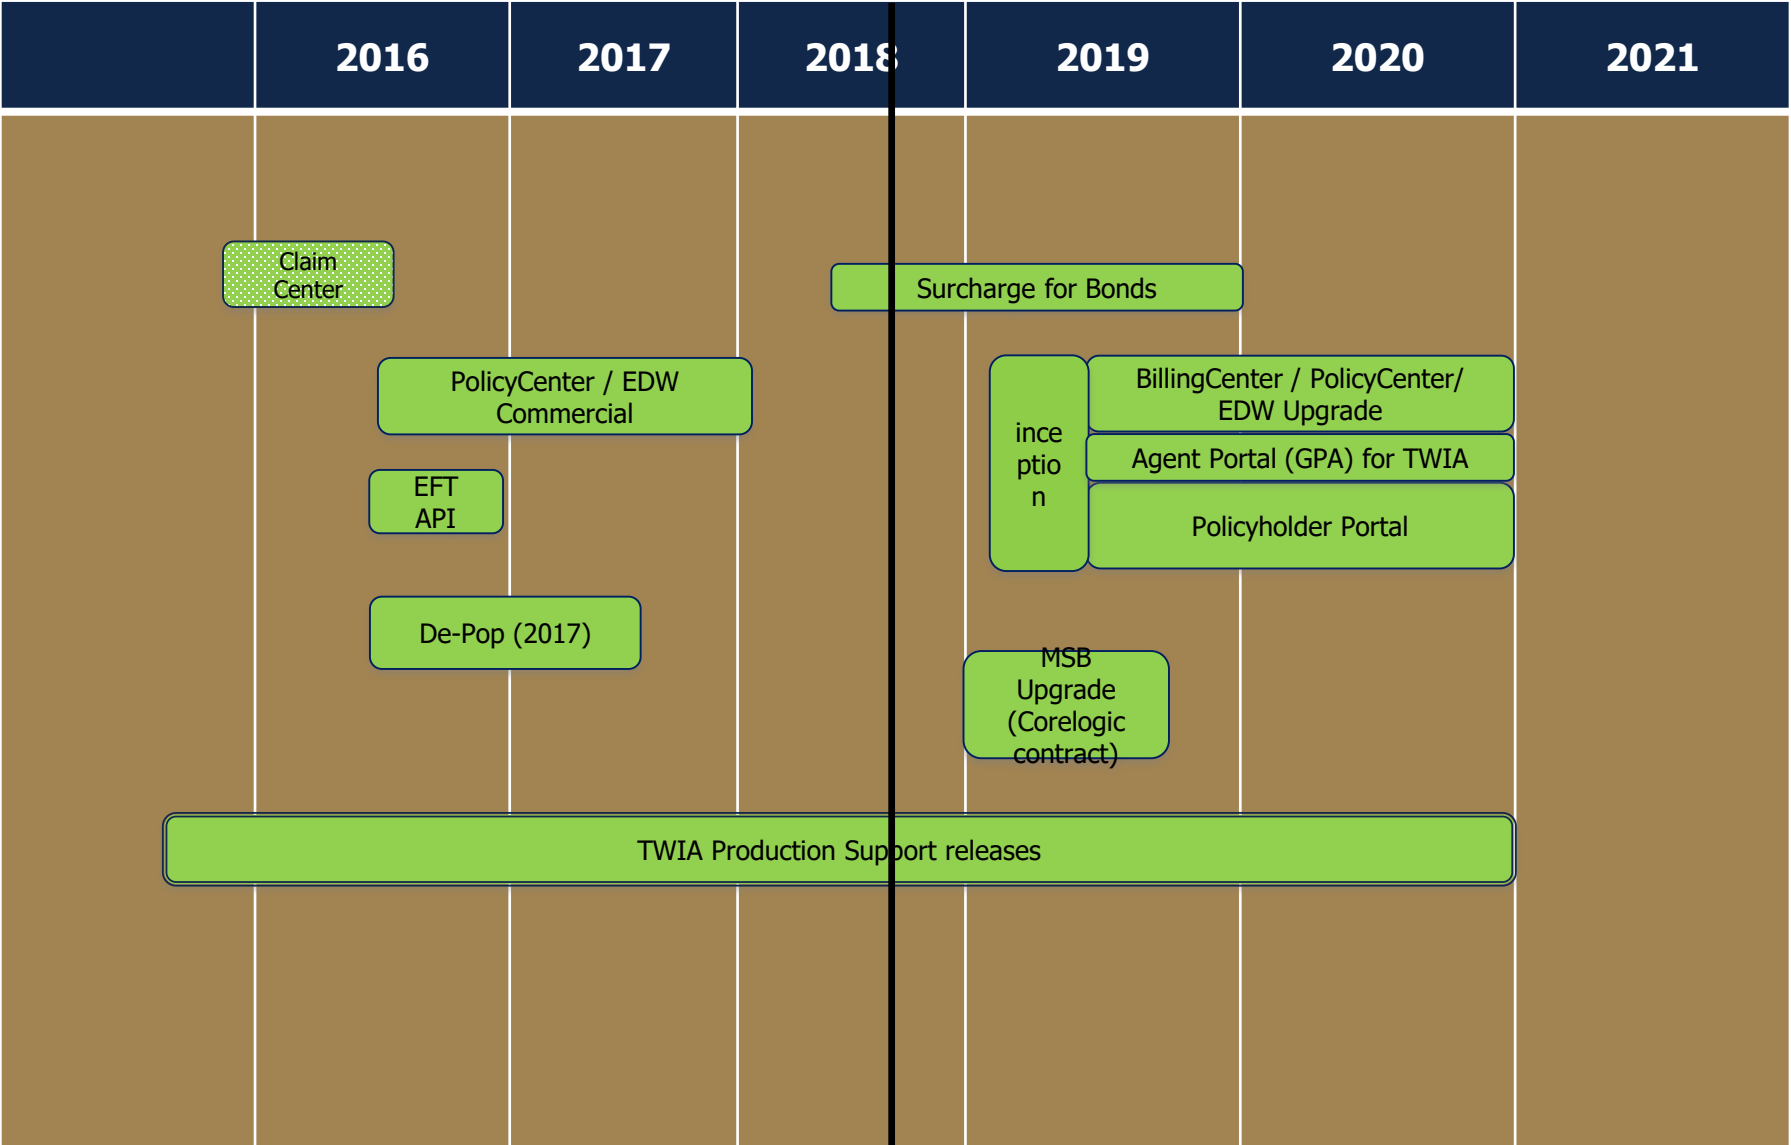 2016 2017 2018 2019 2020 2021
Claim
Center
Surcharge for Bonds
PolicyCenter / EDW
Commercial
EFT
API
De-Pop (2017)
ince
ptio
n
BillingCenter / PolicyCenter/
EDW Upgrade
Agent Portal (GPA) for TWIA
Policyholder Portal
MSB
Upgrade
(Corelogic
contract)
TWIA Production Support releases